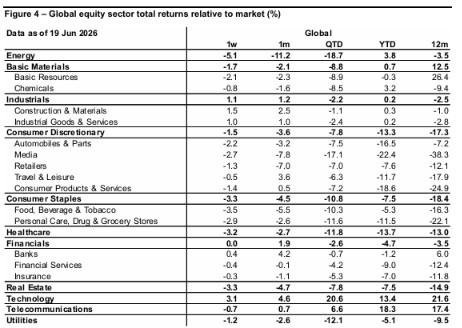 Figure 4 – Global equity sector total returns relative to market (%)
Data as of 19 Jun 2026 Global
1w 1m QTD YTD 12m
Energy -5.1 -11.2 -18.7 3.8 -3.5
Basic Materials -1.7 -2.1 -8.8 0.7 12.5
Basic Resources -2.1 -2.3 -8.9 -0.3 26.4
Chemicals -0.8 -1.6 -8.5 3.2 -9.4
Industrials 1.1 1.2 -2.2 0.2 -2.5
Construction & Materials 1.5 2.5 -1.1 0.3 -1.0
Industrial Goods & Services 1.0 1.0 -2.4 0.2 -2.8
Consumer Discretionary -1.5 -3.6 -7.8 -13.3 -17.3
Automobiles & Parts -2.2 -3.2 -7.5 -16.5 -7.2
Media -2.7 -7.8 -17.1 -22.4 -38.3
Retailers -1.3 -7.0 -7.0 -7.6 -12.1
Travel & Leisure -0.5 3.6 -6.3 -11.7 -17.9
Consumer Products & Services -1.4 0.5 -7.2 -18.6 -24.9
Consumer Staples -3.3 -4.5 -10.8 -7.5 -18.4
Food, Beverage & Tobacco -3.5 -5.5 -10.3 -5.3 -16.3
Personal Care, Drug & Grocery Stores -2.9 -2.6 -11.6 -11.5 -22.1
Healthcare -3.2 -2.7 -11.8 -13.7 -13.0
Financials 0.0 1.9 -2.6 -4.7 -3.5
Banks 0.4 4.2 -0.7 -1.2 6.0
Financial Services -0.4 -0.1 -4.2 -9.0 -12.4
Insurance -0.3 -1.1 -5.3 -7.0 -11.8
Real Estate -3.3 -4.7 -7.8 -7.5 -14.9
Technology 3.1 4.6 20.6 13.4 21.6
Telecommunications -0.7 0.7 6.6 18.3 17.4
Utilities -1.2 -2.6 -12.1 -5.1 -9.5